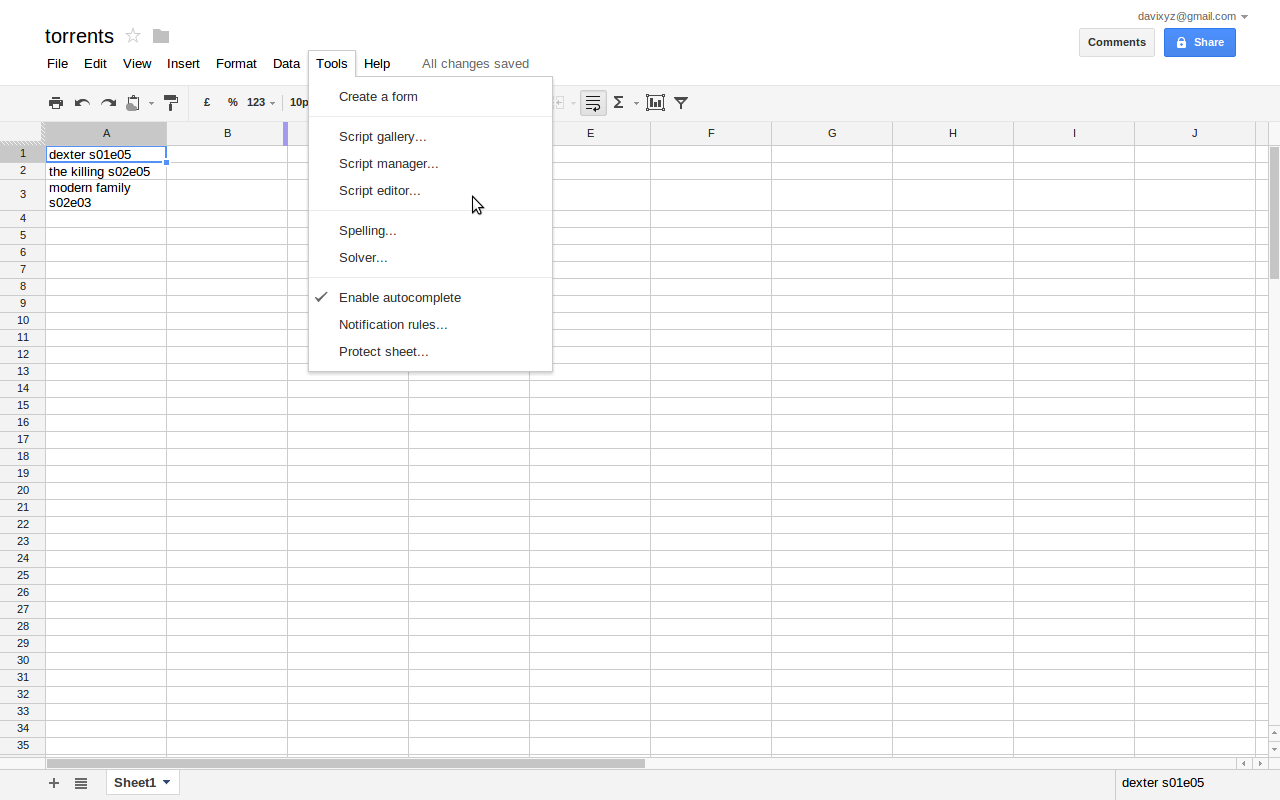 davixyz@gmail.com
torrents
Comments
Share
File Edit View Insert Format Data Tools Help All changes saved
£ % 123 10p
Create a form
Script gallery...
Script manager...
Script editor...
Spelling...
Solver...
Enable autocomplete
Notification rules...
Protect sheet...
A B E F G H I J
1 dexter s01e05
2 the killing s02e05
3 modern family
s02e03
4
5
6
7
8
9
10
11
12
13
14
15
16
17
18
19
20
21
22
23
24
25
26
27
28
29
30
31
32
33
34
35
Sheet1
dexter s01e05